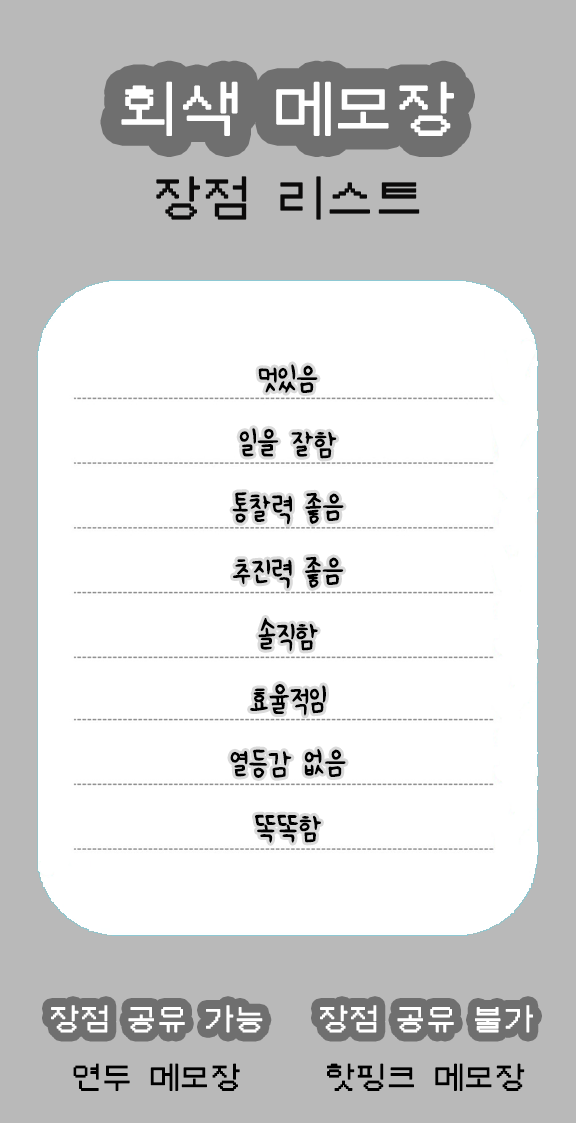 회색 메모장
장점 리스트
멋있음
일을 잘함
통찰력 좋음
추진력 좋음
솔직함
효율적임
열등감 없음
똑똑함
장점 공유 가능 장점 공유 불가
연두 메모장 핫핑크 메모장